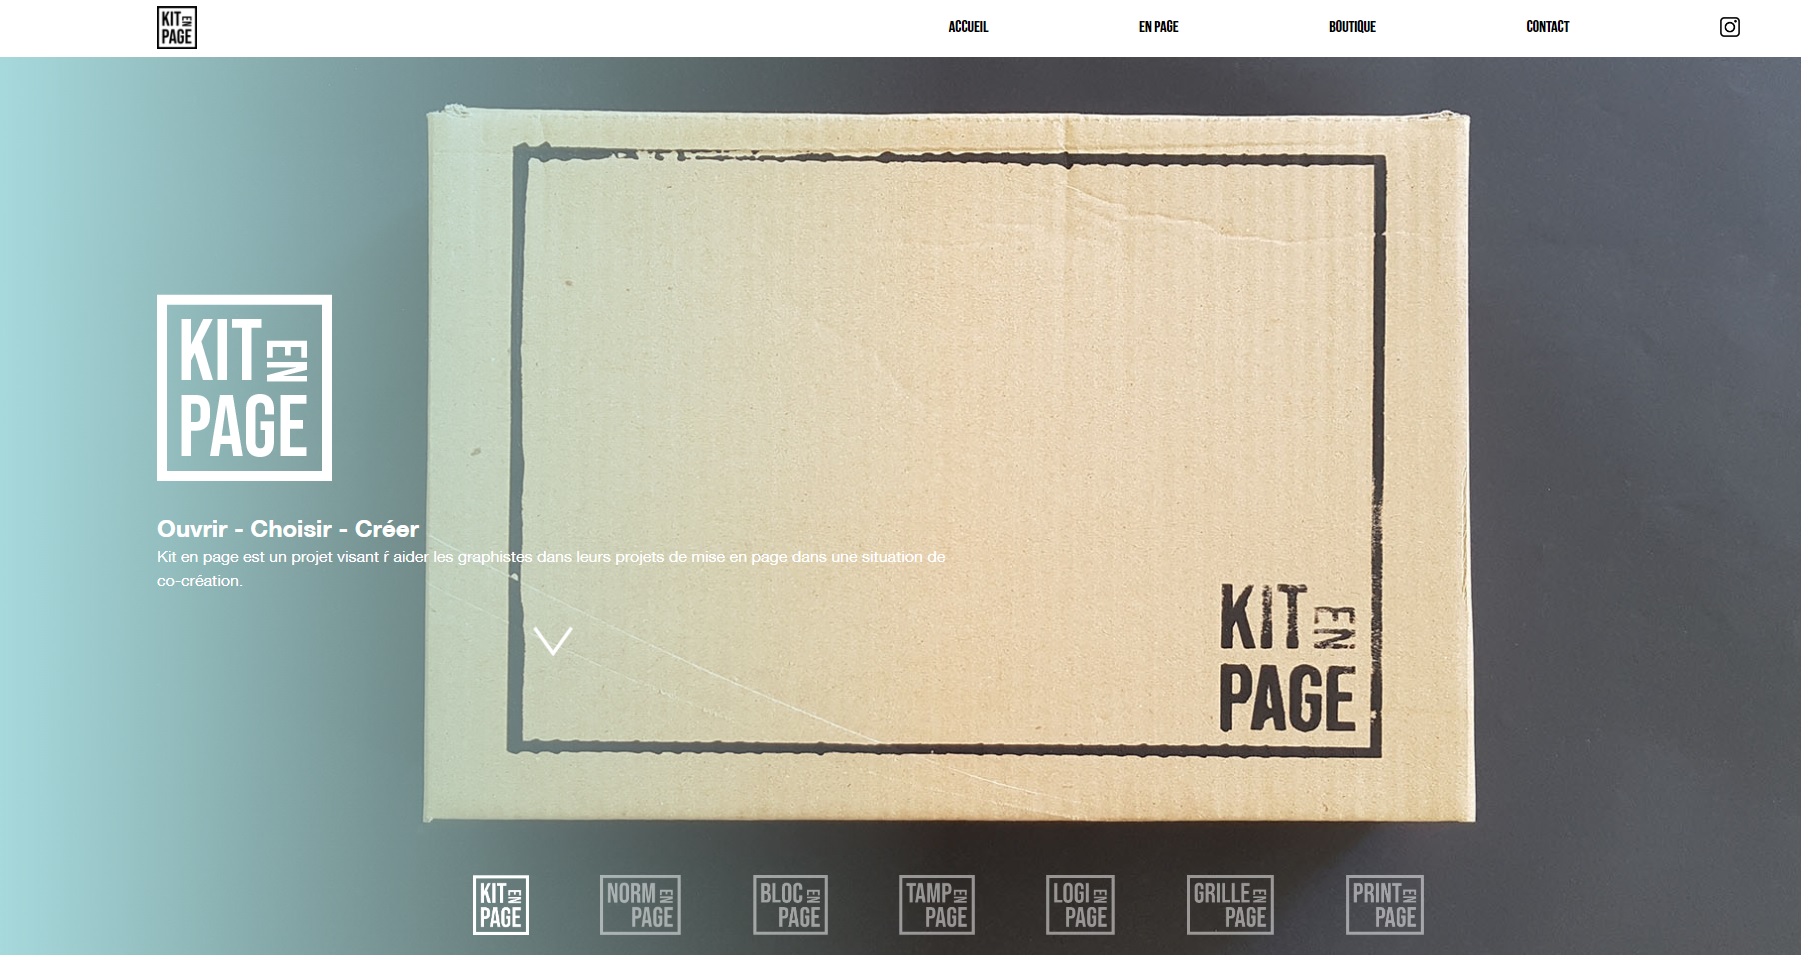 KIT EN
PAGE
ACCUEIL
EN PAGE
BOUTIQUE
CONTACT
KIT EN
PAGE
Ouvrir - Choisir - Créer
Kit en page est un projet visant ŕ aider les graphistes dans leurs projets de mise en page dans une situation de
co-création.
KIT EN
PAGE
KIT EN
PAGE
NORM EN
PAGE
BLOC EN
PAGE
TAMP EN
PAGE
LOGI EN
PAGE
GRILLE EN
PAGE
PRINT EN
PAGE